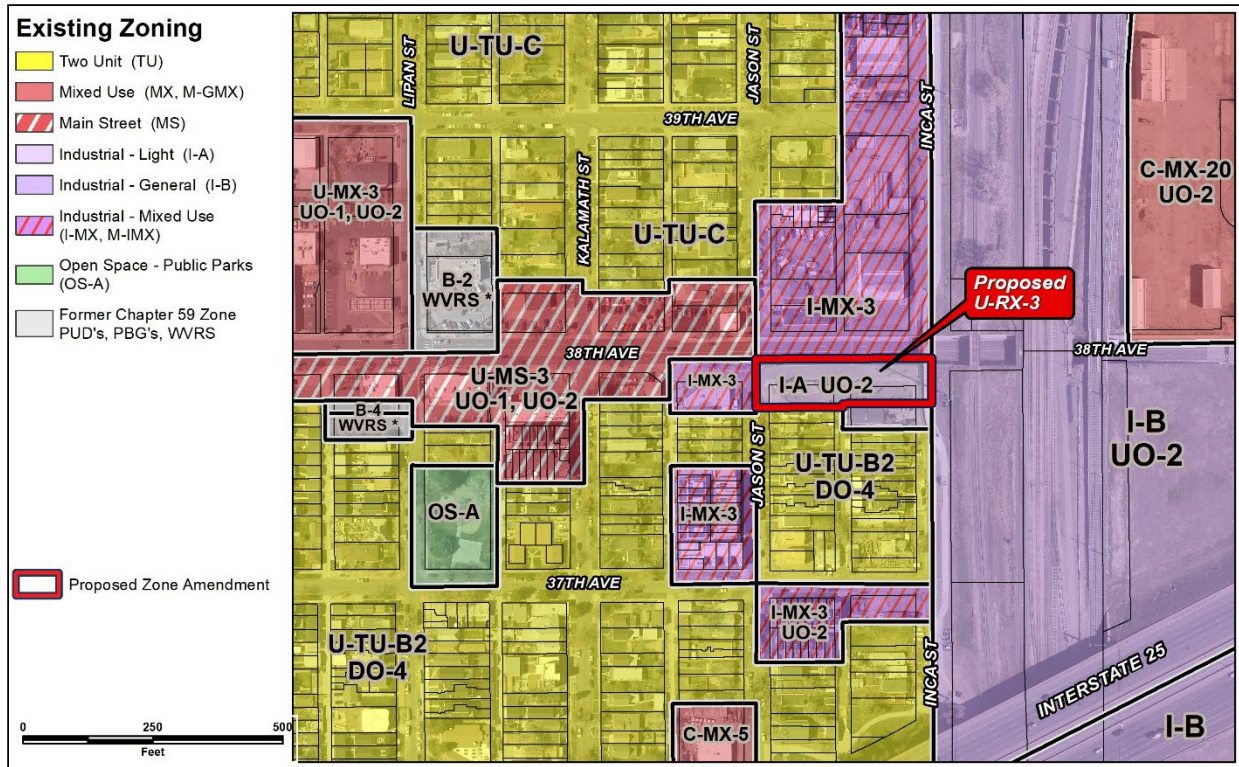 Existing Zoning
Two Unit (TU)
Mixed Use (MX, M-GMX)
Main Street (MS)
Industrial - Light (I-A)
Industrial - General (I-B)
Industrial - Mixed Use
(I-MX, M-IMX)
Open Space - Public Parks
(OS-A)
Former Chapter 59 Zone
PUD's, PBG's, WVRS
Proposed Zone Amendment
0 250 500
Feet
U-TU-C
LIPAN ST
JASON ST
39TH AVE
INCA ST
C-MX-20
UO-2
U-MX-3
UO-1, UO-2
KALAMATH ST
U-TU-C
B-2
WVRS *
I-MX-3
Proposed
U-RX-3
38TH AVE
38TH AVE
U-MS-3
UO-1, UO-2
I-MX-3
I-A UO-2
B-4
WVRS *
I-B
UO-2
JASON ST
U-TU-B2
DO-4
OS-A
I-MX-3
37TH AVE
I-MX-3
UO-2
U-TU-B2
DO-4
INCA ST
INTERSTATE 25
C-MX-5
I-B